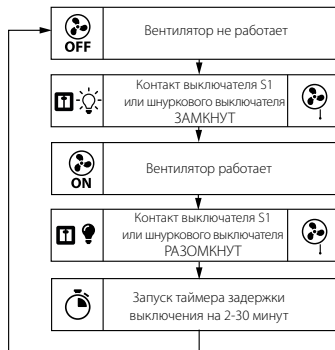 OFF
Вентилятор не работает
Контакт выключателя S1
или шнуркового выключателя
ЗАМКНУТ
ON
Вентилятор работает
Контакт выключателя S1
или шнуркового выключателя
РАЗОМКНУТ
Запуск таймера задержки
выключения на 2-30 минут